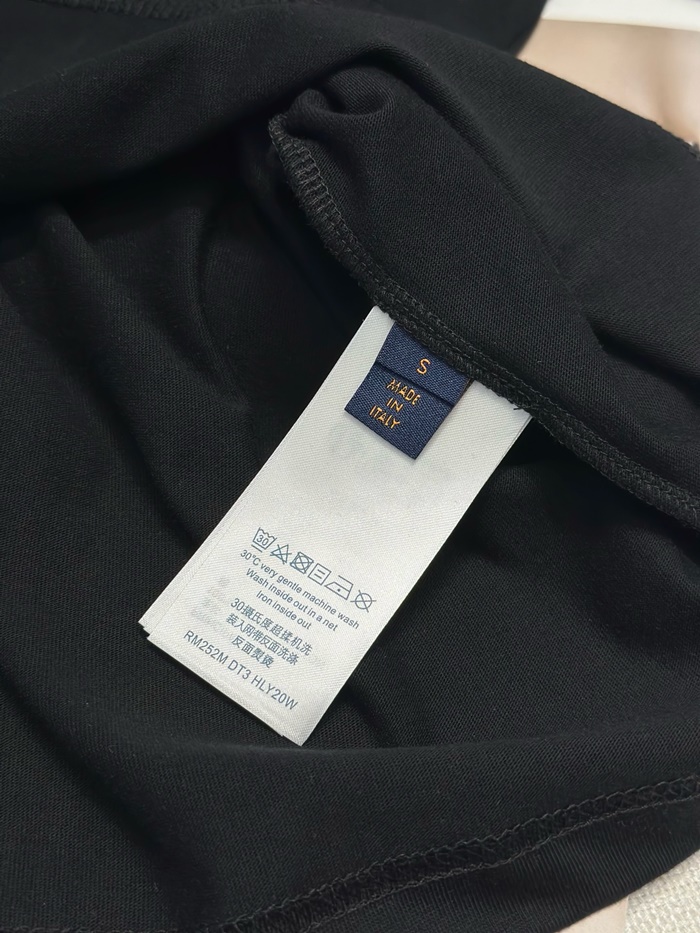 S
MADE
IN
ITALY
30
30°C very gentle machine wash
Wash inside out in a net
Iron inside out
30摄氏度超揉机洗
装入网带反面洗涤
反面熨烫
RM252M DT3 HLY20W